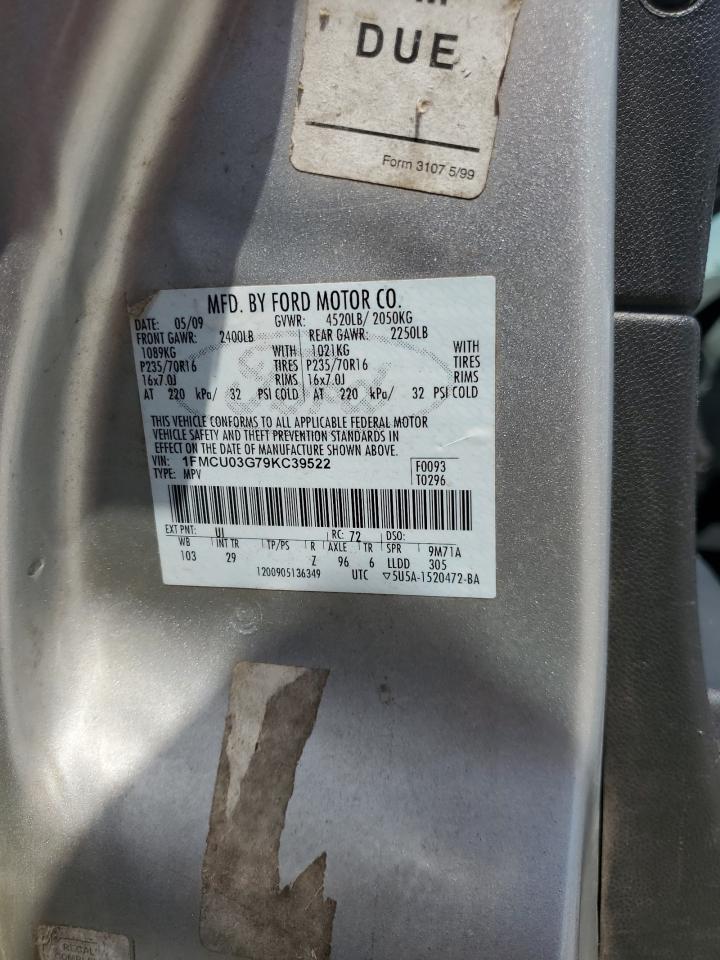 DUE
Form 3107 5/99
MFD. BY FORD MOTOR CO.
DATE: 05/09 GVWR: 4520LB/ 2050KG
FRONT GAWR: 2400LB REAR GAWR: 2250LB
1089KG WITH 1021KG WITH
P235/70R16 TIRES P235/70R16 TIRES
16x7.0J RIMS 16x7.0J RIMS
AT 220 kPa/ 32 PSI COLD AT 220 kPa/ 32 PSI COLD
THIS VEHICLE CONFORMS TO ALL APPLICABLE FEDERAL MOTOR
VEHICLE SAFETY AND THEFT PREVENTION STANDARDS IN
EFFECT ON THE DATE OF MANUFACTURE SHOWN ABOVE.
VIN: 1FMCU03G79KC39522 F0093
TYPE: MPV T0296
EXT PNT: UI RC: 72 DSO:
WB INT TR TP/PS R AXLE TR SPR 9M71A
103 29 Z 96 6 LLDD 305
1200905136349 UTC ▽5U5A-1520472-BA
RECAL